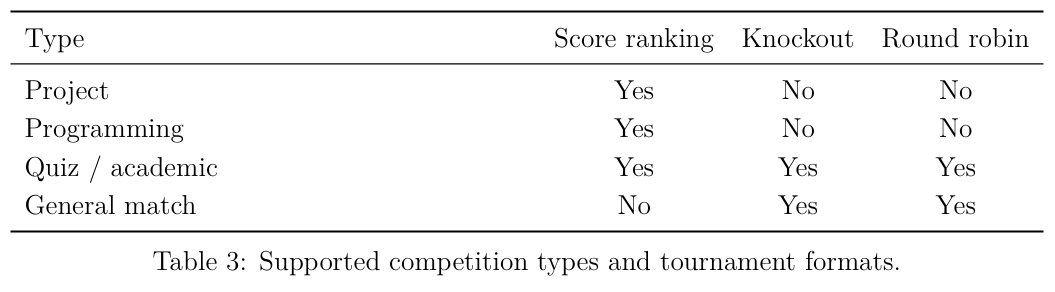 Type Score ranking Knockout Round robin
Project Yes No No
Programming Yes No No
Quiz / academic Yes Yes Yes
General match No Yes Yes
Table 3: Supported competition types and tournament formats.